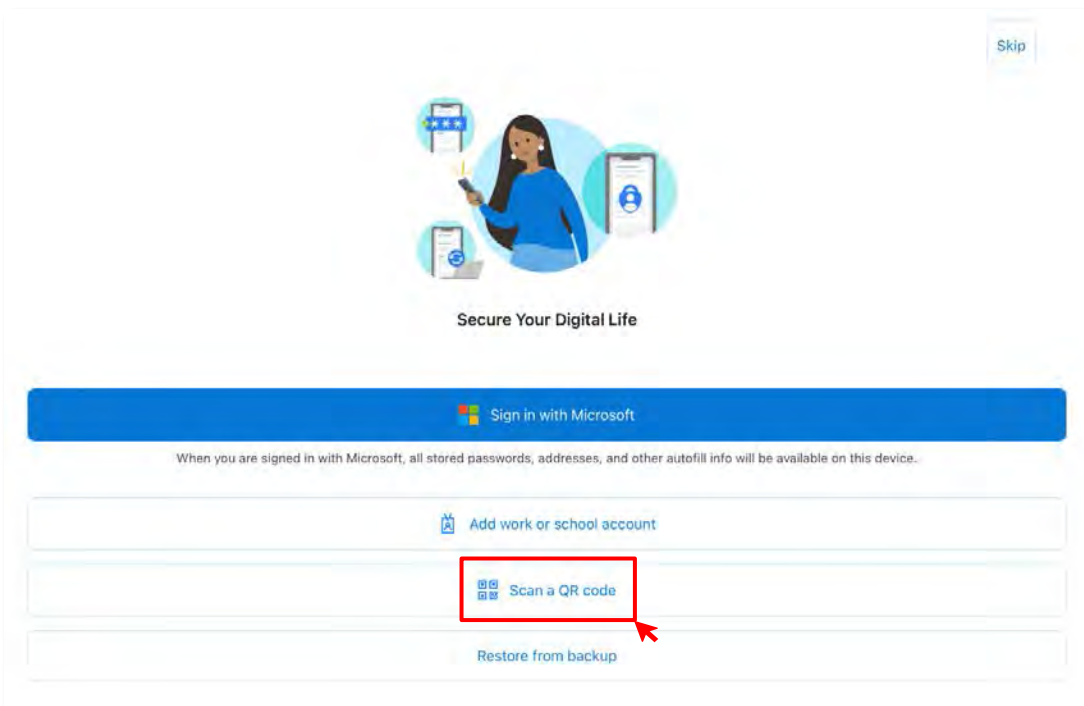 Skip
Secure Your Digital Life
Sign in with Microsoft
When you are signed in with Microsoft, all stored passwords, addresses, and other autofill info will be available on this device.
Add work or school account
Scan a QR code
Restore from backup